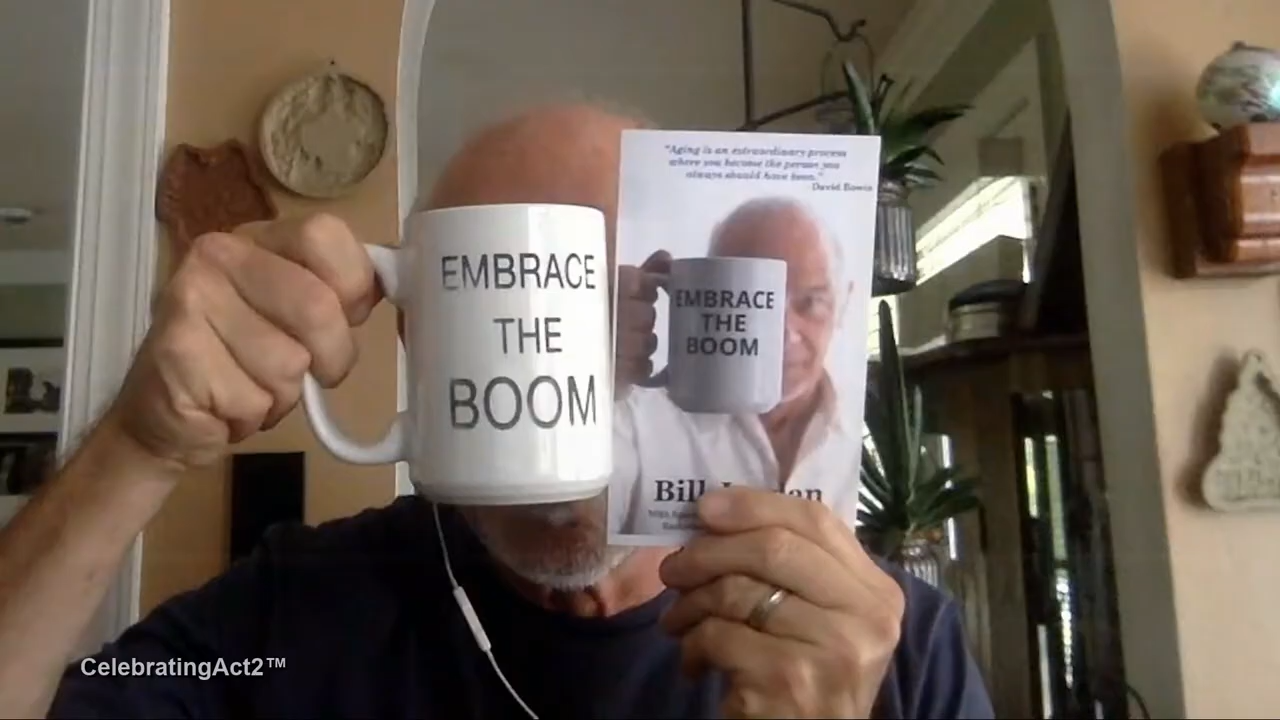 EMBRACE
THE
BOOM
"Aging is an extraordinary process
where you become the person you
always should have been."
David Bowie
EMBRACE
THE
BOOM
Bill
CelebratingAct2™